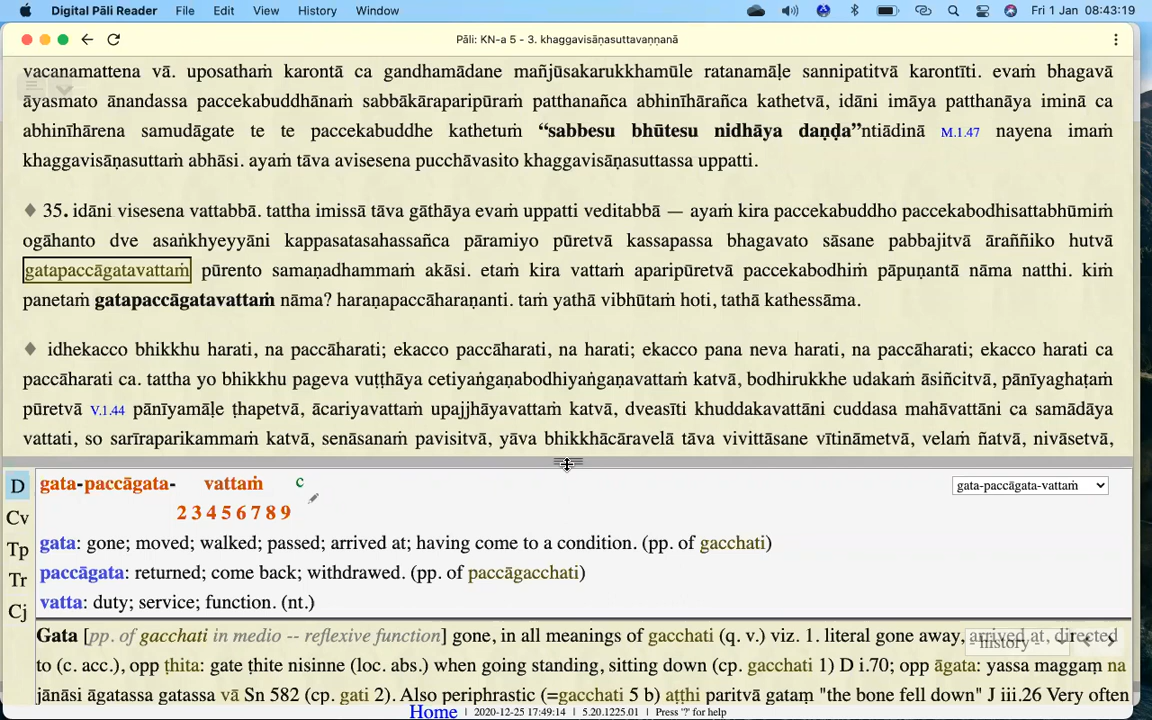 Digital Pāli Reader File Edit View History Window Fri 1 Jan 08:43:19
Pāli: KN-a 5 - 3. khaggavisāṇasuttavaṇṇanā
vacanamattena vā. uposathaṁ karontā ca gandhamādane mañjūsakarukkhamūle ratanamāḷe sannipatitvā karontīti. evaṁ bhagavā
āyasmato ānandassa paccekabuddhānaṁ sabbākāraparipūraṁ patthanañca abhinīhārañca kathetvā, idāni imāya patthanāya iminā ca
abhinīhārena samudāgate te te paccekabuddhe kathetuṁ “sabbesu bhūtesu nidhāya daṇḍa”ntiādinā M.1.47 nayena imaṁ
khaggavisāṇasuttaṁ abhāsi. ayaṁ tāva avisesena pucchāvasito khaggavisāṇasuttassa uppatti.
♦ 35. idāni visesena vattabbā. tattha imissā tāva gāthāya evaṁ uppatti veditabbā — ayaṁ kira paccekabuddho paccekabodhisattabhūmiṁ
ogāhanto dve asaṅkhyeyyāni kappasatasahassañca pāramiyo pūretvā kassapassa bhagavato sāsane pabbajitvā āraññiko hutvā
gatapaccāgatavattaṁ pūrento samaṇadhammaṁ akāsi. etaṁ kira vattaṁ aparipūretvā paccekabodhiṁ pāpuṇantā nāma natthi. kiṁ
panetaṁ gatapaccāgatavattaṁ nāma? haraṇapaccāharaṇanti. taṁ yathā vibhūtaṁ hoti, tathā kathessāma.
♦ idhekacco bhikkhu harati, na paccāharati; ekacco paccāharati, na harati; ekacco pana neva harati, na paccāharati; ekacco harati ca
paccāharati ca. tattha yo bhikkhu pageva vuṭṭhāya cetiyaṅgaṇabodhiyaṅgaṇavattaṁ katvā, bodhirukkhe udakaṁ āsiñcitvā, pānīyaghaṭaṁ
pūretvā V.1.44 pānīyamāḷe ṭhapetvā, ācariyavattaṁ upajjhāyavattaṁ katvā, dveasīti khuddakavattāni cuddasa mahāvattāni ca samādāya
vattati, so sarīraparikammaṁ katvā, senāsanaṁ pavisitvā, yāva bhikkhācāravelā tāva vivittāsane vītināmetvā, velaṁ ñatvā, nivāsetvā,
D gata-paccāgata- vattaṁ c gata-paccāgata-vattaṁ
2 3 4 5 6 7 8 9
Cv
gata: gone; moved; walked; passed; arrived at; having come to a condition. (pp. of gacchati)
Tp
paccāgata: returned; come back; withdrawn. (pp. of paccāgacchati)
Tr
vatta: duty; service; function. (nt.)
Cj
Gata [pp. of gacchati in medio -- reflexive function] gone, in all meanings of gacchati (q. v.) viz. 1. literal gone away, arrived at, directed
- history -
to (c. acc.), opp ṭhita: gate ṭhite nisinne (loc. abs.) when going standing, sitting down (cp. gacchati 1) D i.70; opp āgata: yassa maggaṃ na
jānāsi āgatassa gatassa vā Sn 582 (cp. gati 2). Also periphrastic (=gacchati 5 b) aṭṭhi paritvā gataṃ "the bone fell down" J iii.26 Very often
Home | 2020-12-25 17:49:14 | 5.20.1225.01 | Press '?' for help